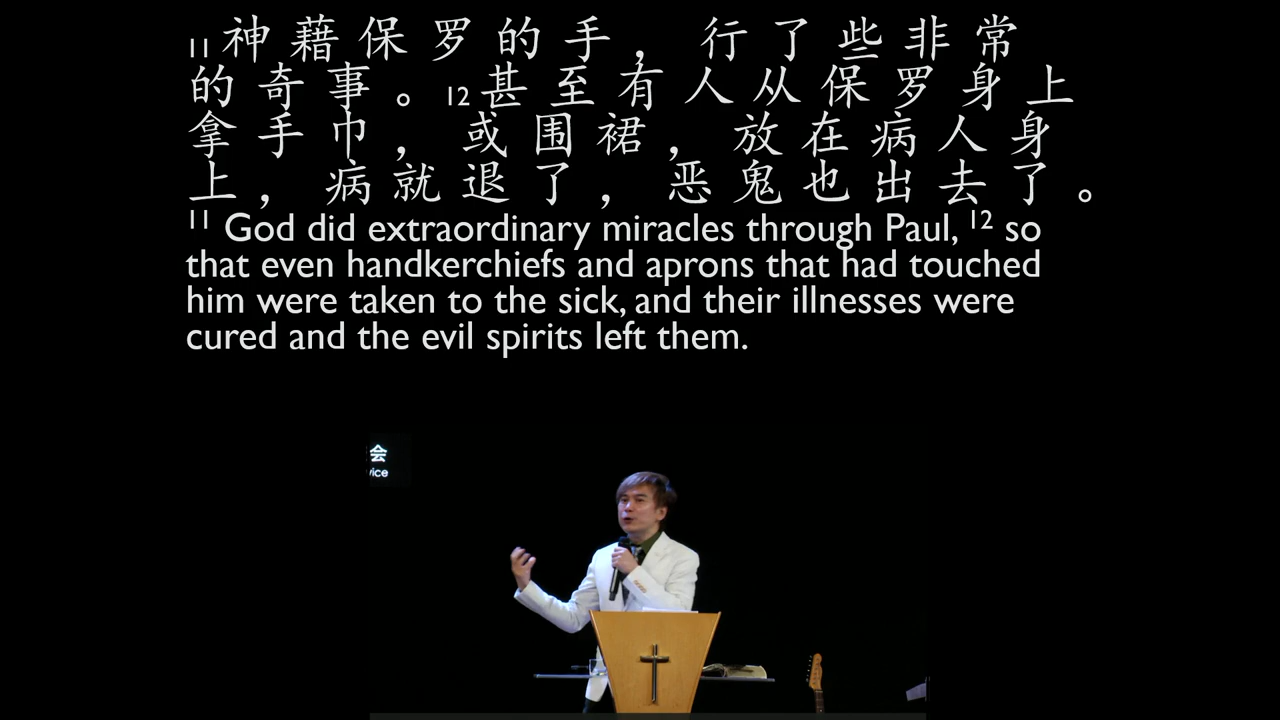 11 神藉保罗的手，行了些非常
的奇事。12 甚至有人从保罗身上
拿手巾，或围裙，放在病人身
上，病就退了，恶鬼也出去了。
11 God did extraordinary miracles through Paul, 12 so
that even handkerchiefs and aprons that had touched
him were taken to the sick, and their illnesses were
cured and the evil spirits left them.
会
vice